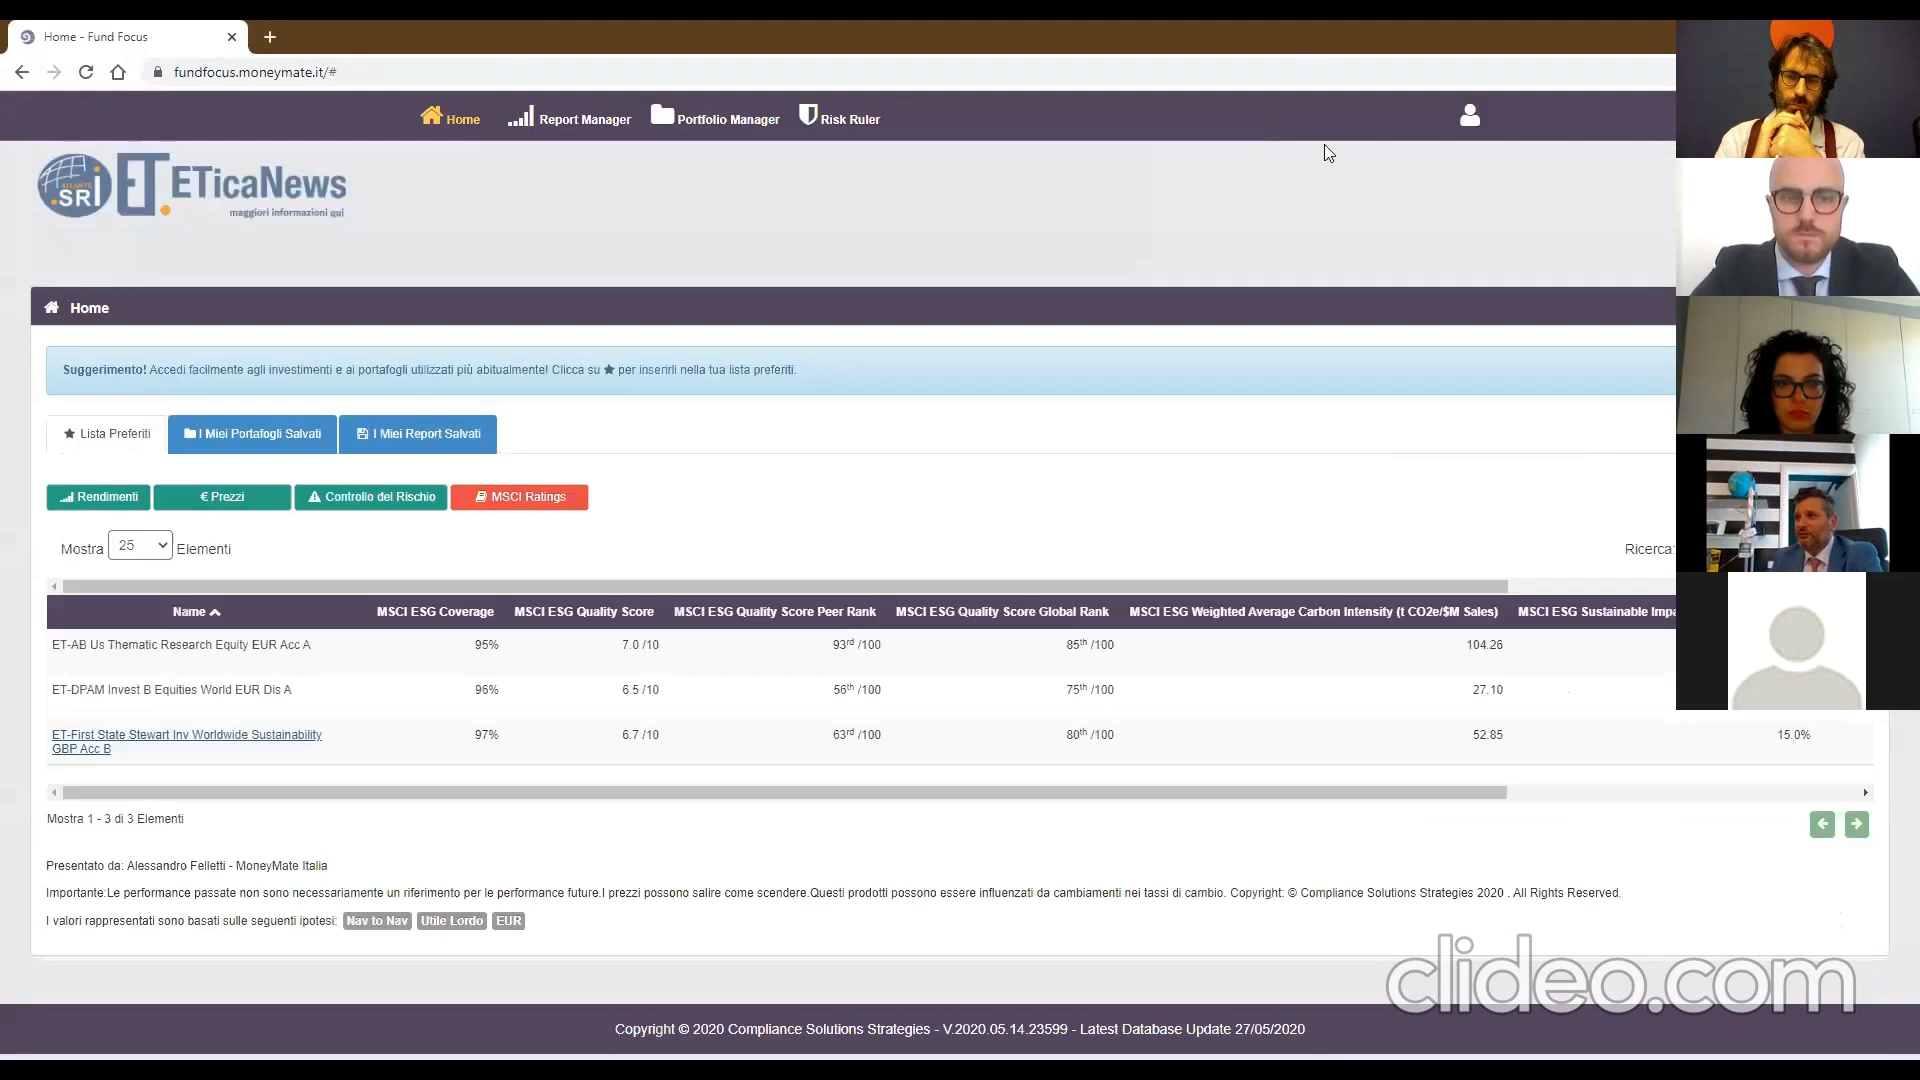 Home - Fund Focus
fundfocus.moneymate.it/#
Home Report Manager Portfolio Manager Risk Ruler
ATLANTE
.SRI ET. ETicaNews
maggiori informazioni qui
Home
Suggerimento! Accedi facilmente agli investimenti e ai portafogli utilizzati più abitualmente! Clicca su ★ per inserirli nella tua lista preferiti.
Lista Preferiti I Miei Portafogli Salvati I Miei Report Salvati
Rendimenti € Prezzi Controllo del Rischio MSCI Ratings
Mostra 25 Elementi Ricerca:
Name MSCI ESG Coverage MSCI ESG Quality Score MSCI ESG Quality Score Peer Rank MSCI ESG Quality Score Global Rank MSCI ESG Weighted Average Carbon Intensity (t CO2e/$M Sales) MSCI ESG Sustainable Impa
ET-AB Us Thematic Research Equity EUR Acc A 95% 7.0 /10 93rd /100 85th /100 104.26
ET-DPAM Invest B Equities World EUR Dis A 96% 6.5 /10 56th /100 75th /100 27.10
ET-First State Stewart Inv Worldwide Sustainability 97% 6.7 /10 63rd /100 80th /100 52.85 15.0%
GBP Acc B
Mostra 1 - 3 di 3 Elementi
Presentato da: Alessandro Felletti - MoneyMate Italia
Importante:Le performance passate non sono necessariamente un riferimento per le performance future.I prezzi possono salire come scendere.Questi prodotti possono essere influenzati da cambiamenti nei tassi di cambio. Copyright: © Compliance Solutions Strategies 2020 . All Rights Reserved.
I valori rappresentati sono basati sulle seguenti ipotesi: Nav to Nav Utile Lordo EUR
clideo.com
Copyright © 2020 Compliance Solutions Strategies - V.2020.05.14.23599 - Latest Database Update 27/05/2020